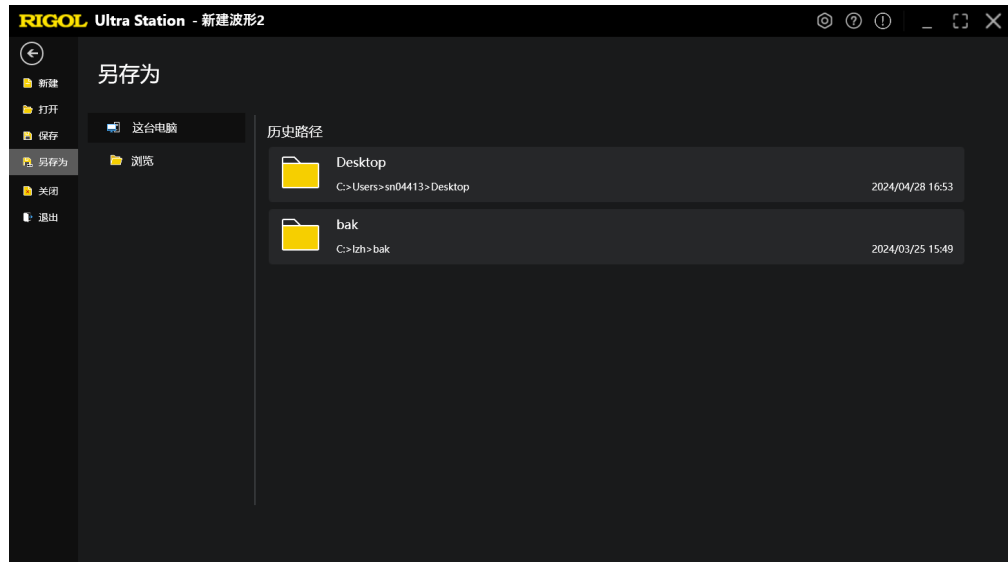 RIGOL Ultra Station - 新建波形2
新建
打开
保存
另存为
关闭
退出
另存为
这台电脑
浏览
历史路径
Desktop
C:>Users>sn04413>Desktop
2024/04/28 16:53
bak
C:>lzh>bak
2024/03/25 15:49